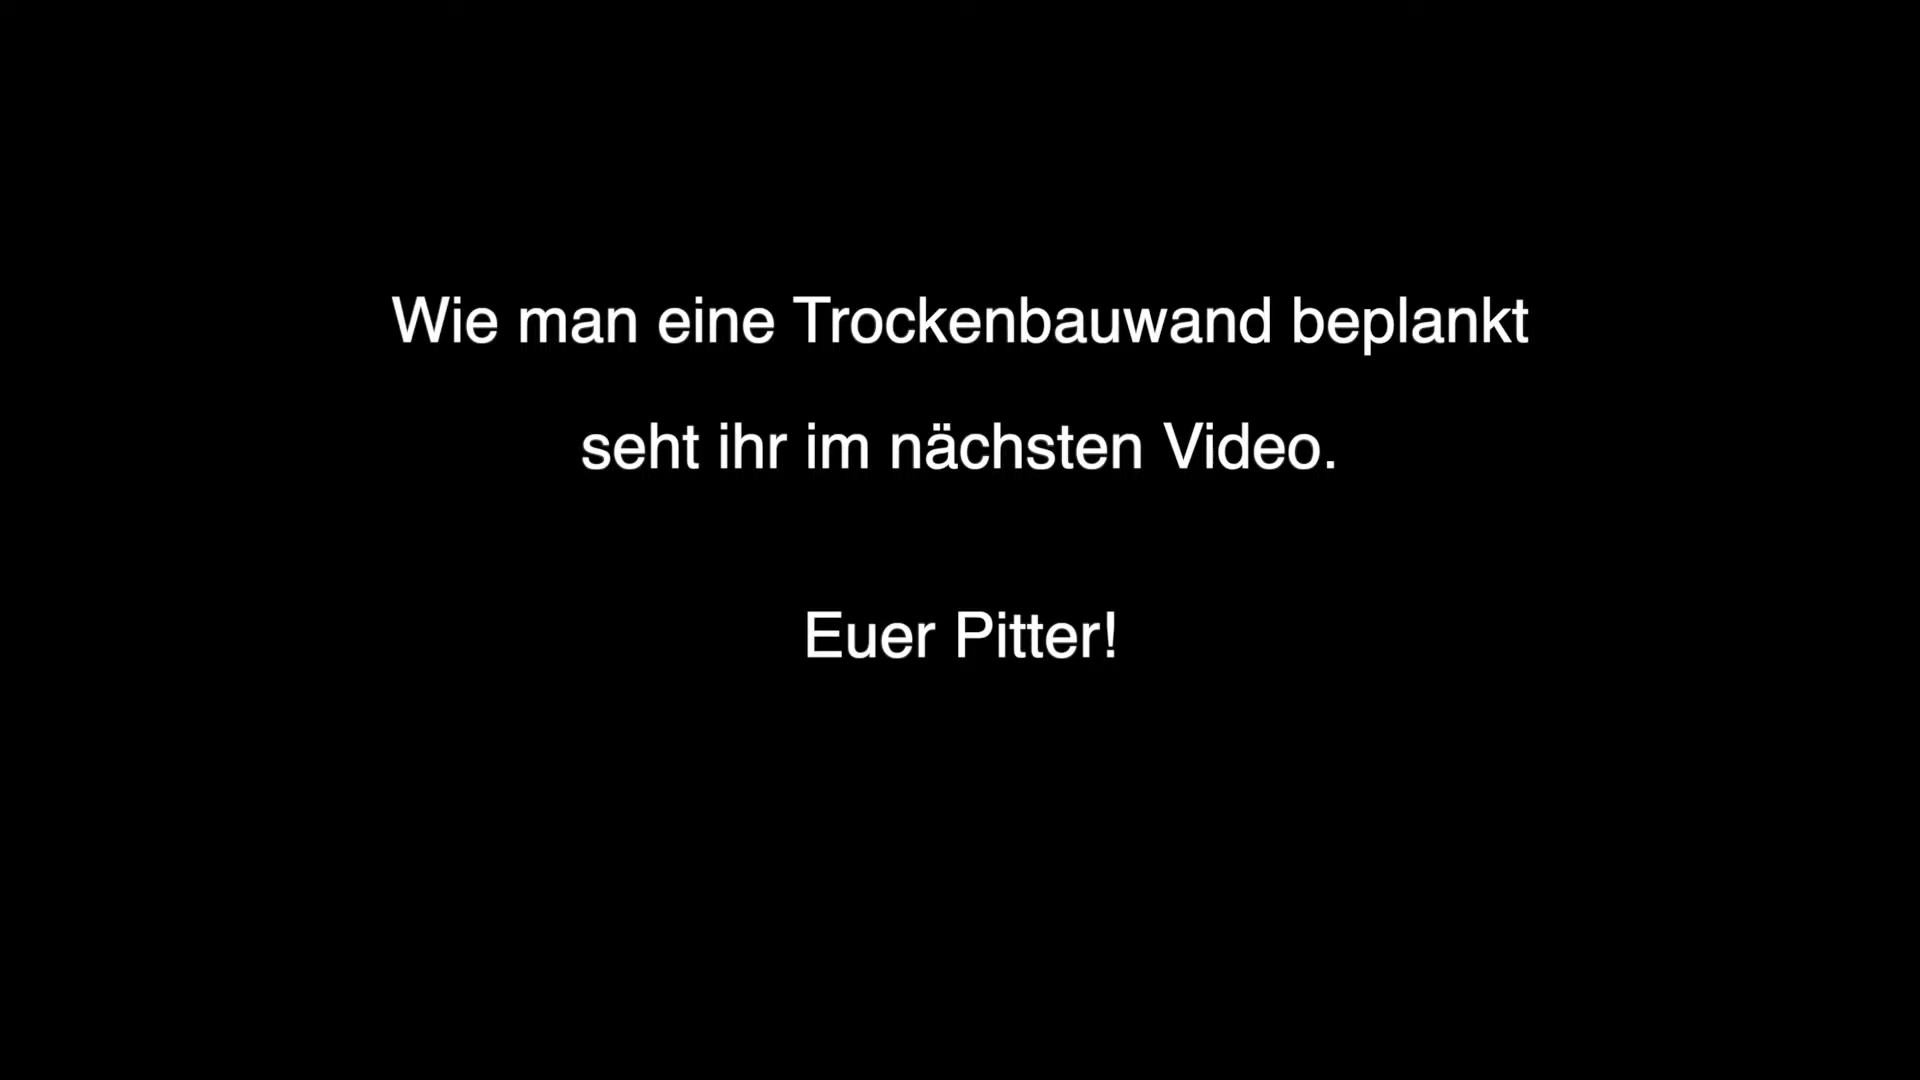 Wie man eine Trockenbauwand beplankt
seht ihr im nächsten Video.
Euer Pitter!